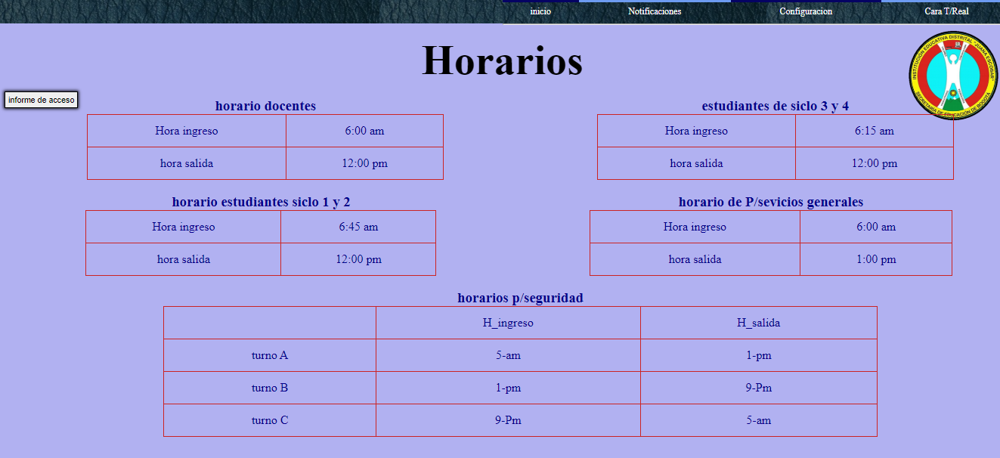 inicio Notificaciones Configuracion Cara T/Real
Horarios
INSTITUCIÓN EDUCATIVA DISTRITAL "JUANA ESCOBAR"
SECRETARÍA DE EDUCACIÓN DE BOGOTÁ
informe de acceso
horario docentes
Hora ingreso 6:00 am
hora salida 12:00 pm
estudiantes de siclo 3 y 4
Hora ingreso 6:15 am
hora salida 12:00 pm
horario estudiantes siclo 1 y 2
Hora ingreso 6:45 am
hora salida 12:00 pm
horario de P/sevicios generales
Hora ingreso 6:00 am
hora salida 1:00 pm
horarios p/seguridad
H_ingreso H_salida
turno A 5-am 1-pm
turno B 1-pm 9-Pm
turno C 9-Pm 5-am